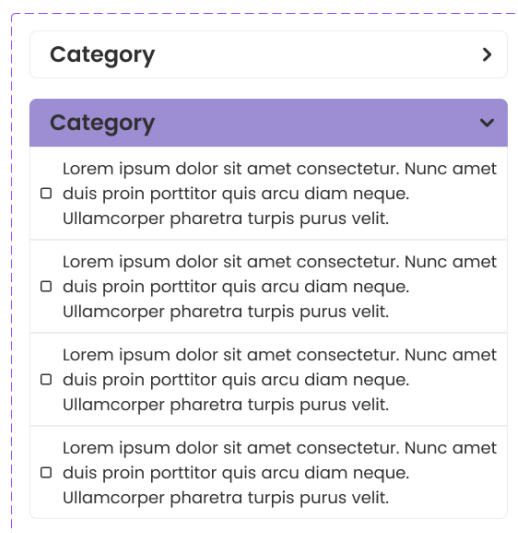 Category
Category
Lorem ipsum dolor sit amet consectetur. Nunc amet
duis proin porttitor quis arcu diam neque.
Ullamcorper pharetra turpis purus velit.
Lorem ipsum dolor sit amet consectetur. Nunc amet
duis proin porttitor quis arcu diam neque.
Ullamcorper pharetra turpis purus velit.
Lorem ipsum dolor sit amet consectetur. Nunc amet
duis proin porttitor quis arcu diam neque.
Ullamcorper pharetra turpis purus velit.
Lorem ipsum dolor sit amet consectetur. Nunc amet
duis proin porttitor quis arcu diam neque.
Ullamcorper pharetra turpis purus velit.